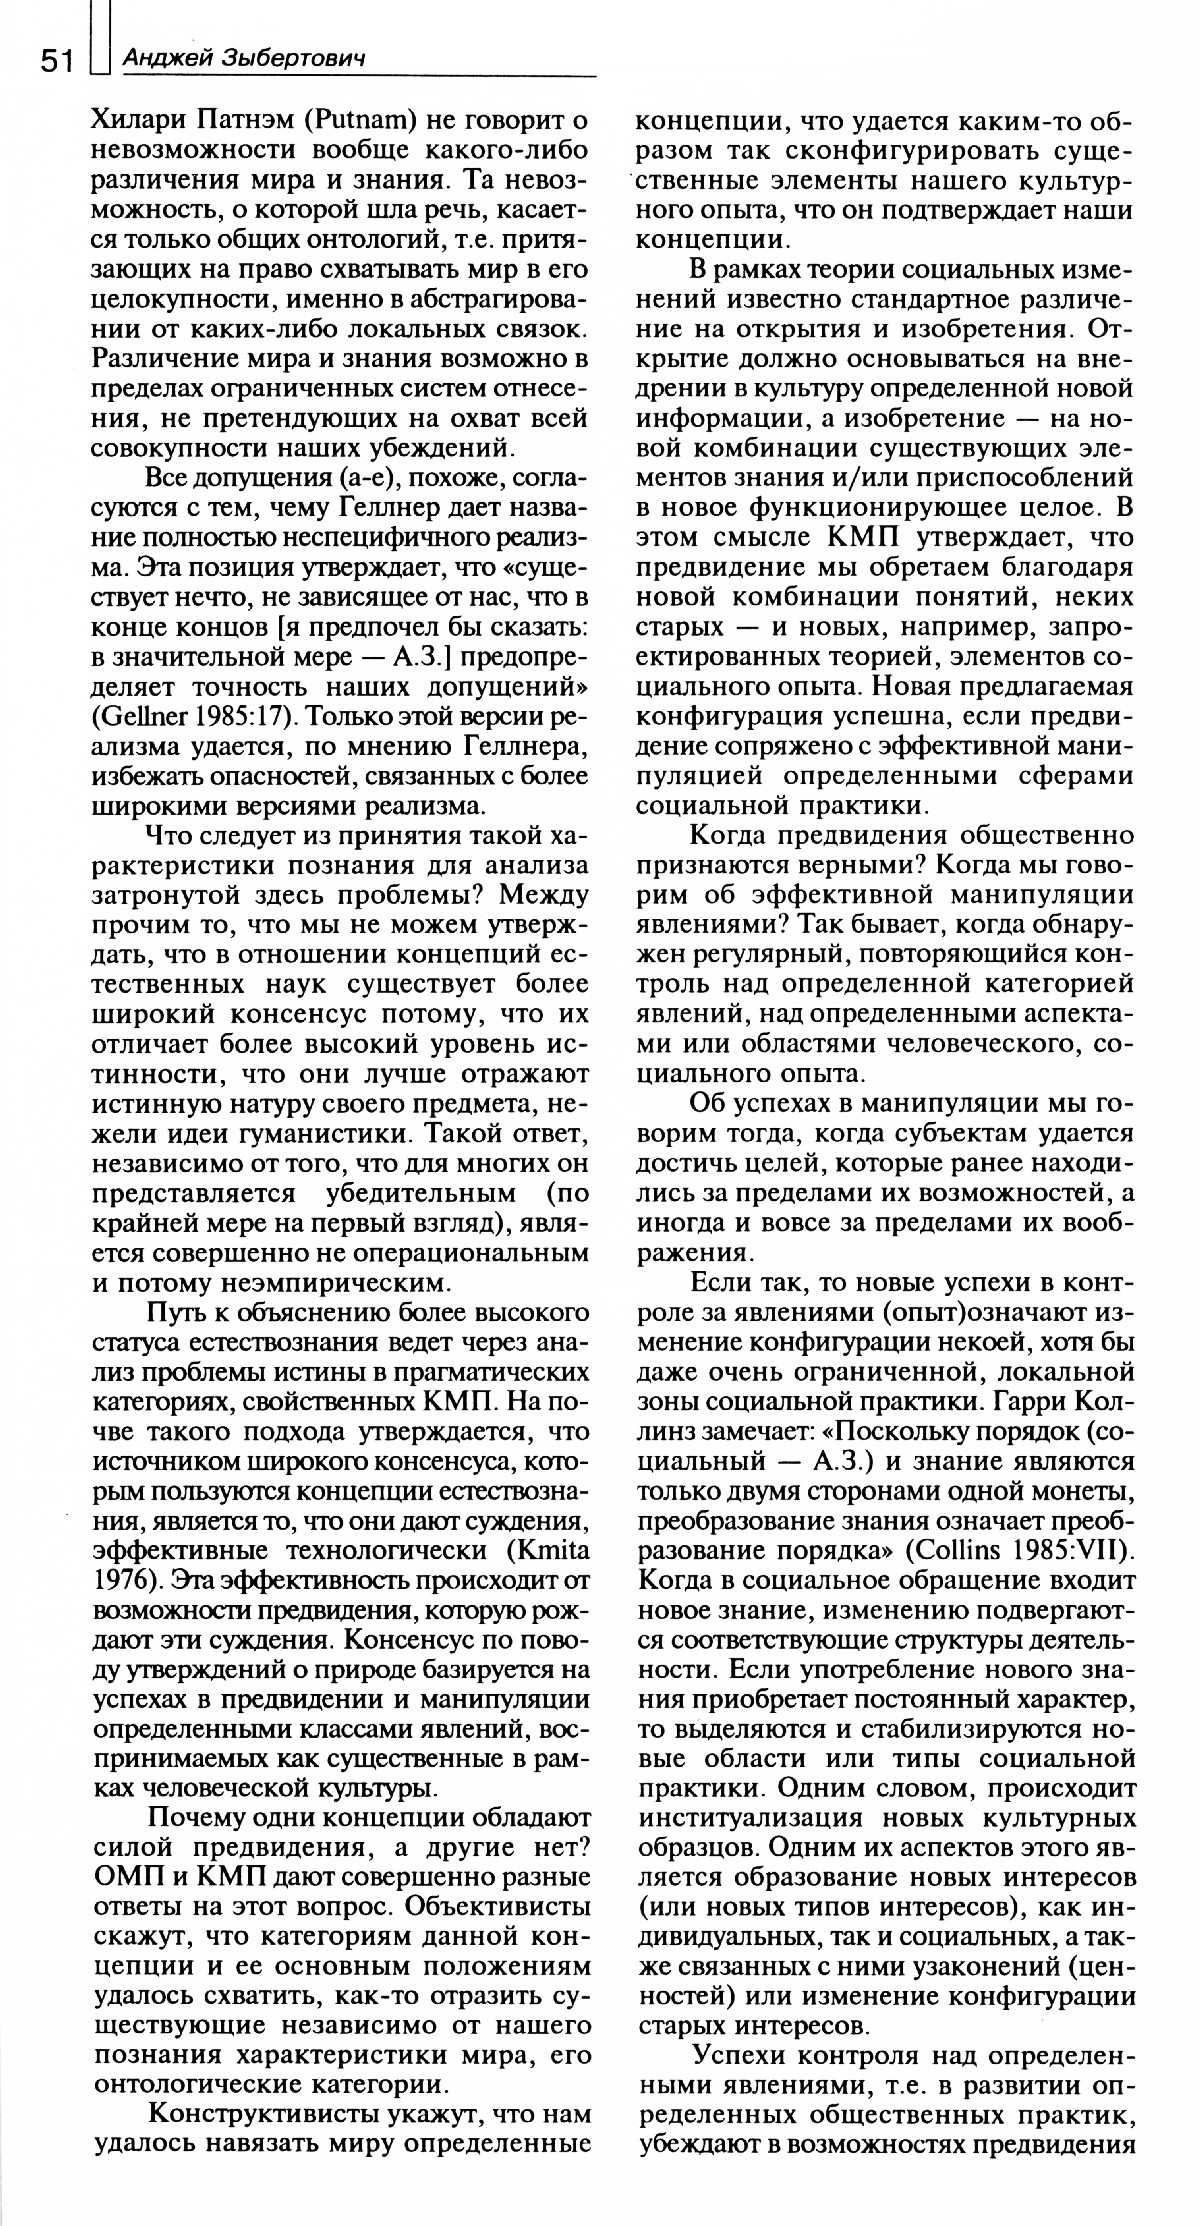 51
Анджей Зыбертович
Хилари Патнэм (Putnam) не говорит о
невозможности вообще какого-либо
различения мира и знания. Та невоз-
можность, о которой шла речь, касает-
ся только общих онтологий, т.е. притя-
зающих на право схватывать мир в его
целокупности, именно в абстрагирова-
нии от каких-либо локальных связок.
Различение мира и знания возможно в
пределах ограниченных систем отнесе-
ния, не претендующих на охват всей
совокупности наших убеждений.
Все допущения (а-е), похоже, согла-
суются с тем, чему Геллнер дает назва-
ние полностью неспецифичного реализ-
ма. Эта позиция утверждает, что «суще-
ствует нечто, не зависящее от нас, что в
конце концов [я предпочел бы сказать:
в значительной мере — А.З.] предопре-
деляет точность наших допущений»
(Gellner 1985:17). Только этой версии ре-
ализма удается, по мнению Геллнера,
избежать опасностей, связанных с более
широкими версиями реализма.
Что следует из принятия такой ха-
рактеристики познания для анализа
затронутой здесь проблемы? Между
прочим то, что мы не можем утверж-
дать, что в отношении концепций ес-
тественных наук существует более
широкий консенсус потому, что их
отличает более высокий уровень ис-
тинности, что они лучше отражают
истинную натуру своего предмета, не-
жели идеи гуманистики. Такой ответ,
независимо от того, что для многих он
представляется убедительным (по
крайней мере на первый взгляд), явля-
ется совершенно не операциональным
и потому неэмпирическим.
Путь к объяснению более высокого
статуса естествознания ведет через ана-
лиз проблемы истины в прагматических
категориях, свойственных КМП. На по-
чве такого подхода утверждается, что
источником широкого консенсуса, кото-
рым пользуются концепции естествозна-
ния, является то, что они дают суждения,
эффективные технологически (Kmita
1976). Эта эффективность происходит от
возможности предвидения, которую рож-
дают эти суждения. Консенсус по пово-
ду утверждений о природе базируется на
успехах в предвидении и манипуляции
определенными классами явлений, вос-
принимаемых как существенные в рам-
ках человеческой культуры.
Почему одни концепции обладают
силой предвидения, а другие нет?
ОМП и КМП дают совершенно разные
ответы на этот вопрос. Объективисты
скажут, что категориям данной кон-
цепции и ее основным положениям
удалось схватить, как-то отразить су-
ществующие независимо от нашего
познания характеристики мира, его
онтологические категории.
Конструктивисты укажут, что нам
удалось навязать миру определенные
концепции, что удается каким-то об-
разом так сконфигурировать суще-
ственные элементы нашего культур-
ного опыта, что он подтверждает наши
концепции.
В рамках теории социальных изме-
нений известно стандартное различе-
ние на открытия и изобретения. От-
крытие должно основываться на вне-
дрении в культуру определенной новой
информации, а изобретение — на но-
вой комбинации существующих эле-
ментов знания и/или приспособлений
в новое функционирующее целое. В
этом смысле КМП утверждает, что
предвидение мы обретаем благодаря
новой комбинации понятий, неких
старых — и новых, например, запро-
ектированных теорией, элементов со-
циального опыта. Новая предлагаемая
конфигурация успешна, если предви-
дение сопряжено с эффективной мани-
пуляцией определенными сферами
социальной практики.
Когда предвидения общественно
признаются верными? Когда мы гово-
рим об эффективной манипуляции
явлениями? Так бывает, когда обнару-
жен регулярный, повторяющийся кон-
троль над определенной категорией
явлений, над определенными аспекта-
ми или областями человеческого, со-
циального опыта.
Об успехах в манипуляции мы го-
ворим тогда, когда субъектам удается
достичь целей, которые ранее находи-
лись за пределами их возможностей, а
иногда и вовсе за пределами их вооб-
ражения.
Если так, то новые успехи в конт-
роле за явлениями (опыт)означают из-
менение конфигурации некоей, хотя бы
даже очень ограниченной, локальной
зоны социальной практики. Гарри Кол-
линз замечает: «Поскольку порядок (со-
циальный — А.З.) и знание являются
только двумя сторонами одной монеты,
преобразование знания означает преоб-
разование порядка» (Collins 1985:VII).
Когда в социальное обращение входит
новое знание, изменению подвергают-
ся соответствующие структуры деятель-
ности. Если употребление нового зна-
ния приобретает постоянный характер,
то выделяются и стабилизируются но-
вые области или типы социальной
практики. Одним словом, происходит
институализация новых культурных
образцов. Одним их аспектов этого яв-
ляется образование новых интересов
(или новых типов интересов), как ин-
дивидуальных, так и социальных, а так-
же связанных с ними узаконений (цен-
ностей) или изменение конфигурации
старых интересов.
Успехи контроля над определен-
ными явлениями, т.е. в развитии оп-
ределенных общественных практик,
убеждают в возможностях предвидения